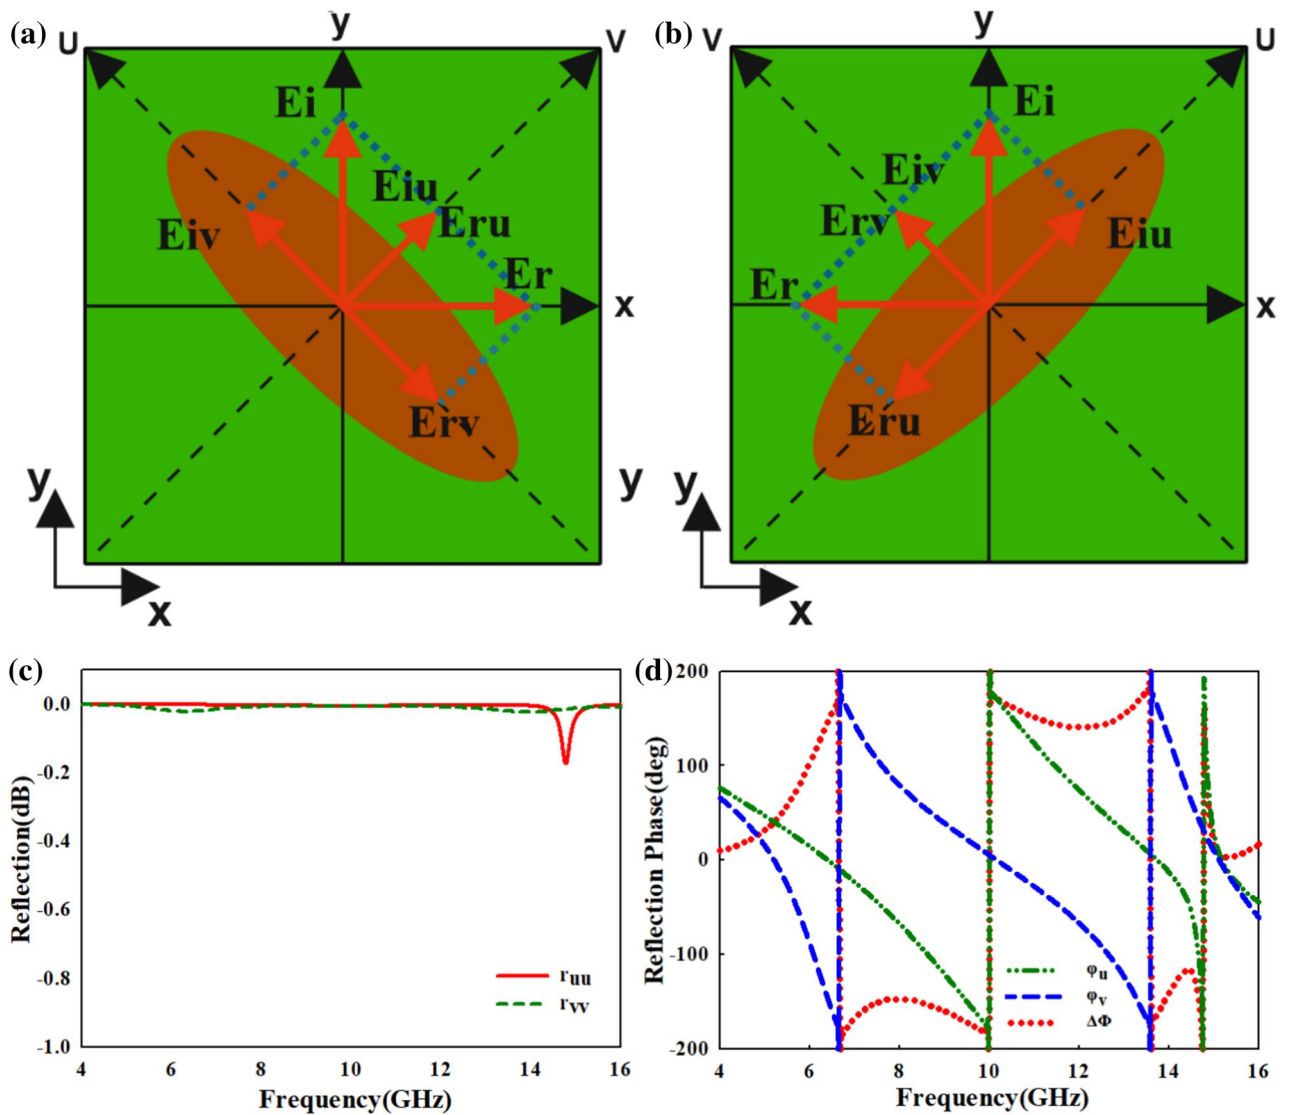 (a)
U
y
V
Ei
Eiu
Eru
Eiv
Er
x
Erv
y
y
x
(b)
V
y
U
Ei
Eiv
Erv
Eiu
Er
x
Eru
y
x
(c)
Reflection(dB)
0.0
-0.2
-0.4
-0.6
-0.8
-1.0
ruu
rvv
4 6 8 10 12 14 16
Frequency(GHz)
(d)
Reflection Phase(deg)
200
100
0
-100
-200
φu
φv
ΔΦ
4 6 8 10 12 14 16
Frequency(GHz)